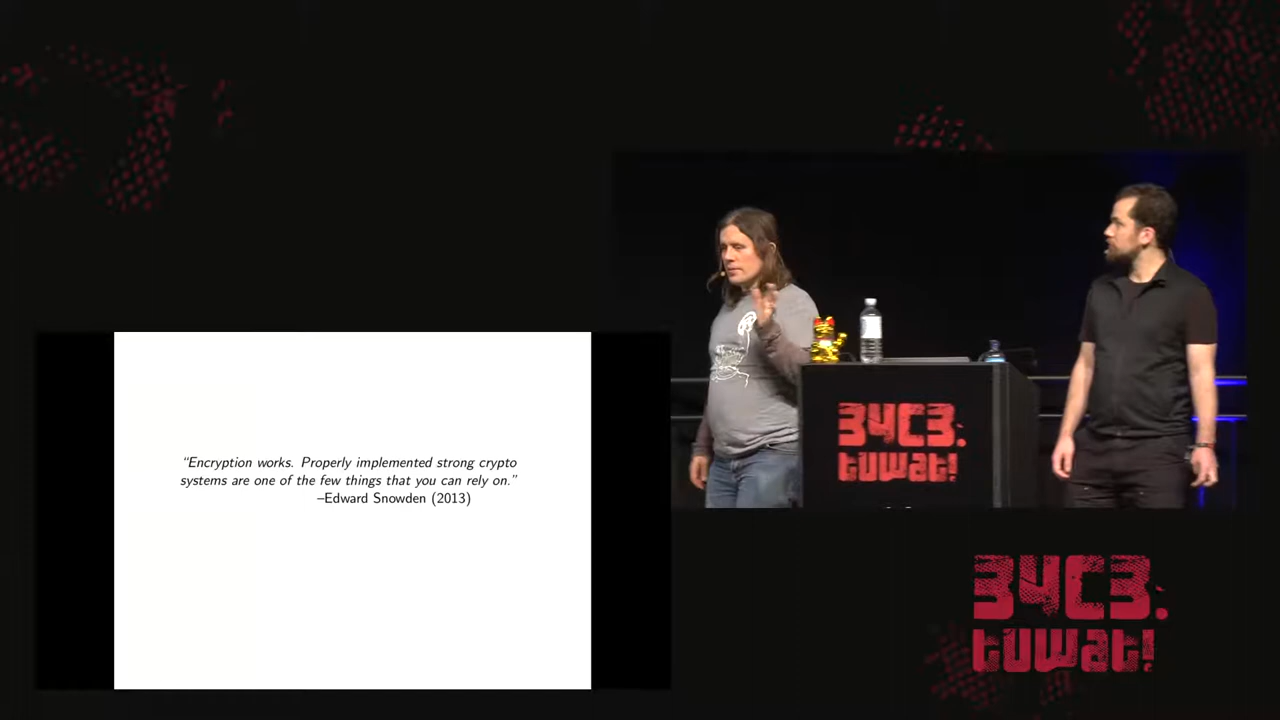 “Encryption works. Properly implemented strong crypto
systems are one of the few things that you can rely on.”
–Edward Snowden (2013)
34C3.
tuwat!
34C3.
tuwat!